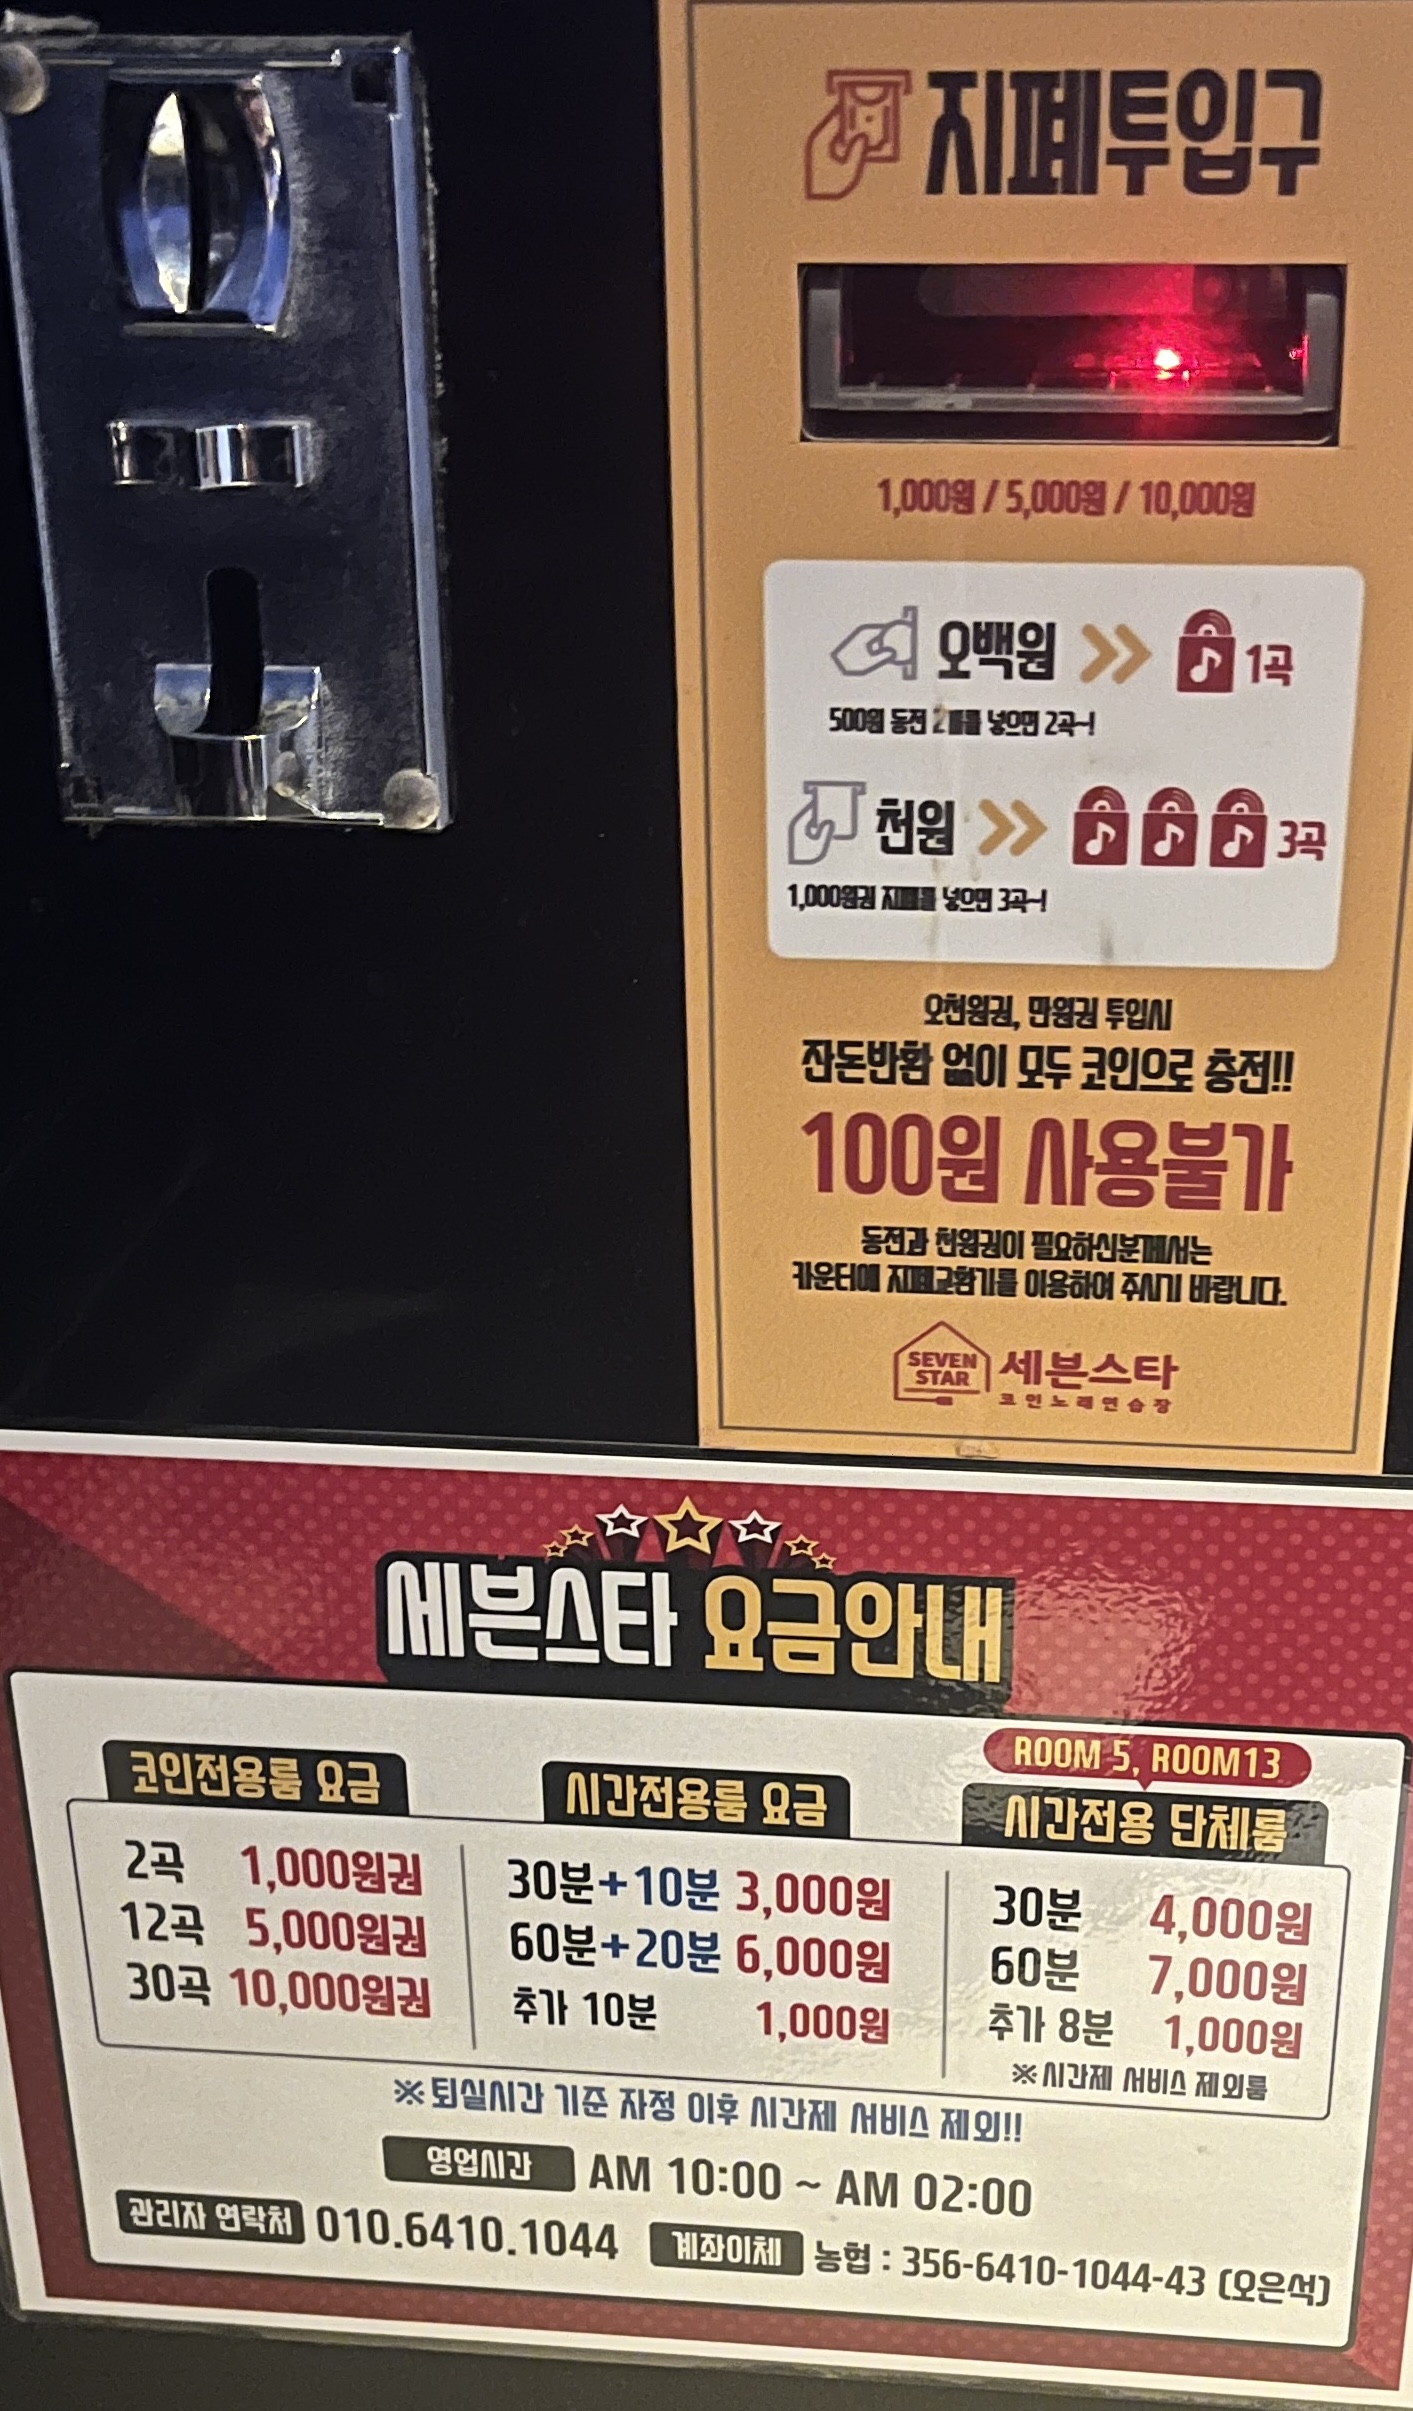 지폐투입구
1,000원 / 5,000원 / 10,000원
오백원 1곡
500원 동전 2개를 넣으면 2곡~!
천원 3곡
1,000원권 지폐를 넣으면 3곡~!
오천원권, 만원권 투입시
잔돈반환 없이 모두 코인으로 충전!!
100원 사용불가
동전과 천원권이 필요하신분께서는
카운터에 지폐교환기를 이용하여 주시기 바랍니다.
SEVEN STAR 세븐스타
코인노래연습장
세븐스타 요금안내
코인전용룸 요금
2곡 1,000원권
12곡 5,000원권
30곡 10,000원권
시간전용룸 요금
30분+10분 3,000원
60분+20분 6,000원
추가 10분 1,000원
ROOM 5, ROOM13
시간전용 단체룸
30분 4,000원
60분 7,000원
추가 8분 1,000원
※시간제 서비스 제외룸
※퇴실시간 기준 자정 이후 시간제 서비스 제외!!
영업시간 AM 10:00 ~ AM 02:00
관리자 연락처 010.6410.1044 계좌이체 농협 : 356-6410-1044-43 (오은석)